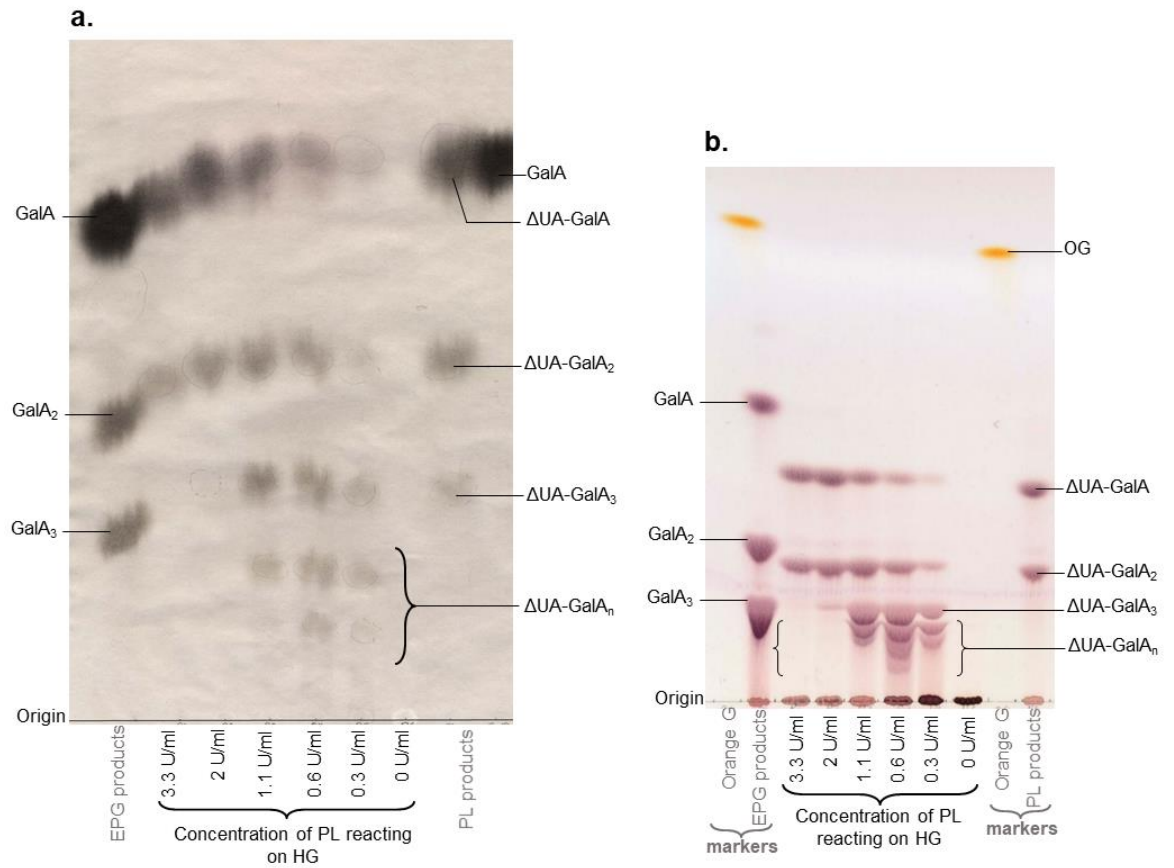 a.
GalA
GalA
ΔUA-GalA
ΔUA-GalA₂
GalA₂
ΔUA-GalA₃
GalA₃
ΔUA-GalAₙ
Origin
EPG products
3.3 U/ml
2 U/ml
1.1 U/ml
0.6 U/ml
0.3 U/ml
0 U/ml
PL products
Concentration of PL reacting
on HG
b.
OG
GalA
ΔUA-GalA
GalA₂
ΔUA-GalA₂
GalA₃
ΔUA-GalA₃
ΔUA-GalAₙ
Origin
Orange G
EPG products
3.3 U/ml
2 U/ml
1.1 U/ml
0.6 U/ml
0.3 U/ml
0 U/ml
Orange G
PL products
markers
Concentration of PL
reacting on HG
markers